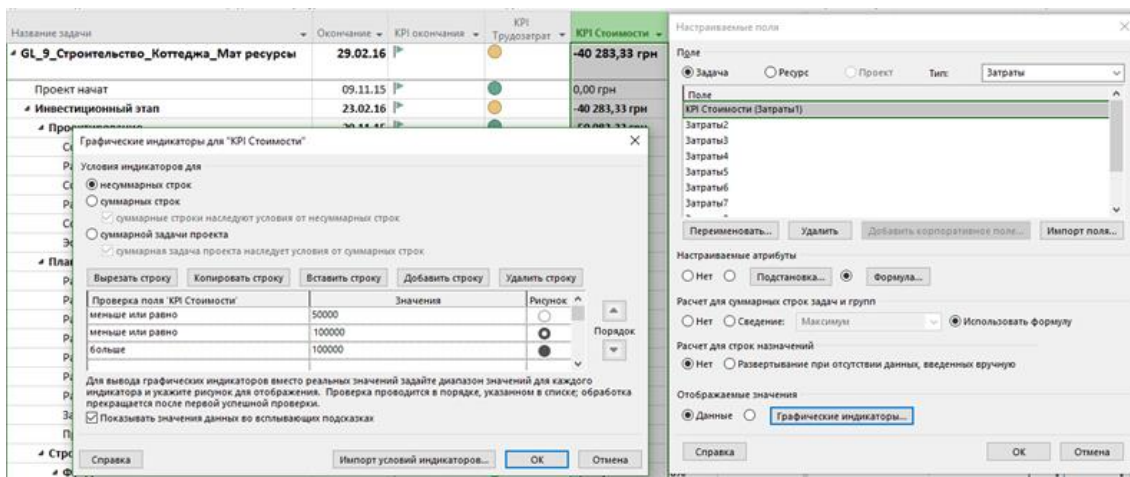 Название задачи
Окончание
KPI окончания
KPI
Трудозатрат
KPI Стоимости
GL_9_Строительство_Коттеджа_Мат ресурсы
29.02.16
-40 283,33 грн
Проект начат
09.11.15
0,00 грн
Инвестиционный этап
23.02.16
-40 283,33 грн
Графические индикаторы для "KPI Стоимости"
Условия индикаторов для
несуммарных строк
суммарных строк
суммарные строки наследуют условия от несуммарных строк
суммарной задачи проекта
суммарная задача проекта наследует условия от суммарных строк
Вырезать строку
Копировать строку
Вставить строку
Добавить строку
Удалить строку
Проверка поля 'KPI Стоимости'
Значения
Рисунок
меньше или равно
50000
меньше или равно
100000
больше
100000
Порядок
Для вывода графических индикаторов вместо реальных значений задайте диапазон значений для каждого
индикатора и укажите рисунок для отображения. Проверка проводится в порядке, указанном в списке; обработка
прекращается после первой успешной проверки.
Показывать значения данных во всплывающих подсказках
Справка
Импорт условий индикаторов...
ОК
Отмена
Настраиваемые поля
Поле
Задача
Ресурс
Проект
Тип:
Затраты
Поле
KPI Стоимости (Затраты1)
Затраты2
Затраты3
Затраты4
Затраты5
Затраты6
Затраты7
Переименовать...
Удалить
Добавить корпоративное поле...
Импорт поля...
Настраиваемые атрибуты
Нет
Подстановка...
Формула...
Расчет для суммарных строк задач и групп
Нет
Сведение:
Максимум
Использовать формулу
Расчет для строк назначений
Нет
Развертывание при отсутствии данных, введенных вручную
Отображаемые значения
Данные
Графические индикаторы...
Справка
ОК
Отмена